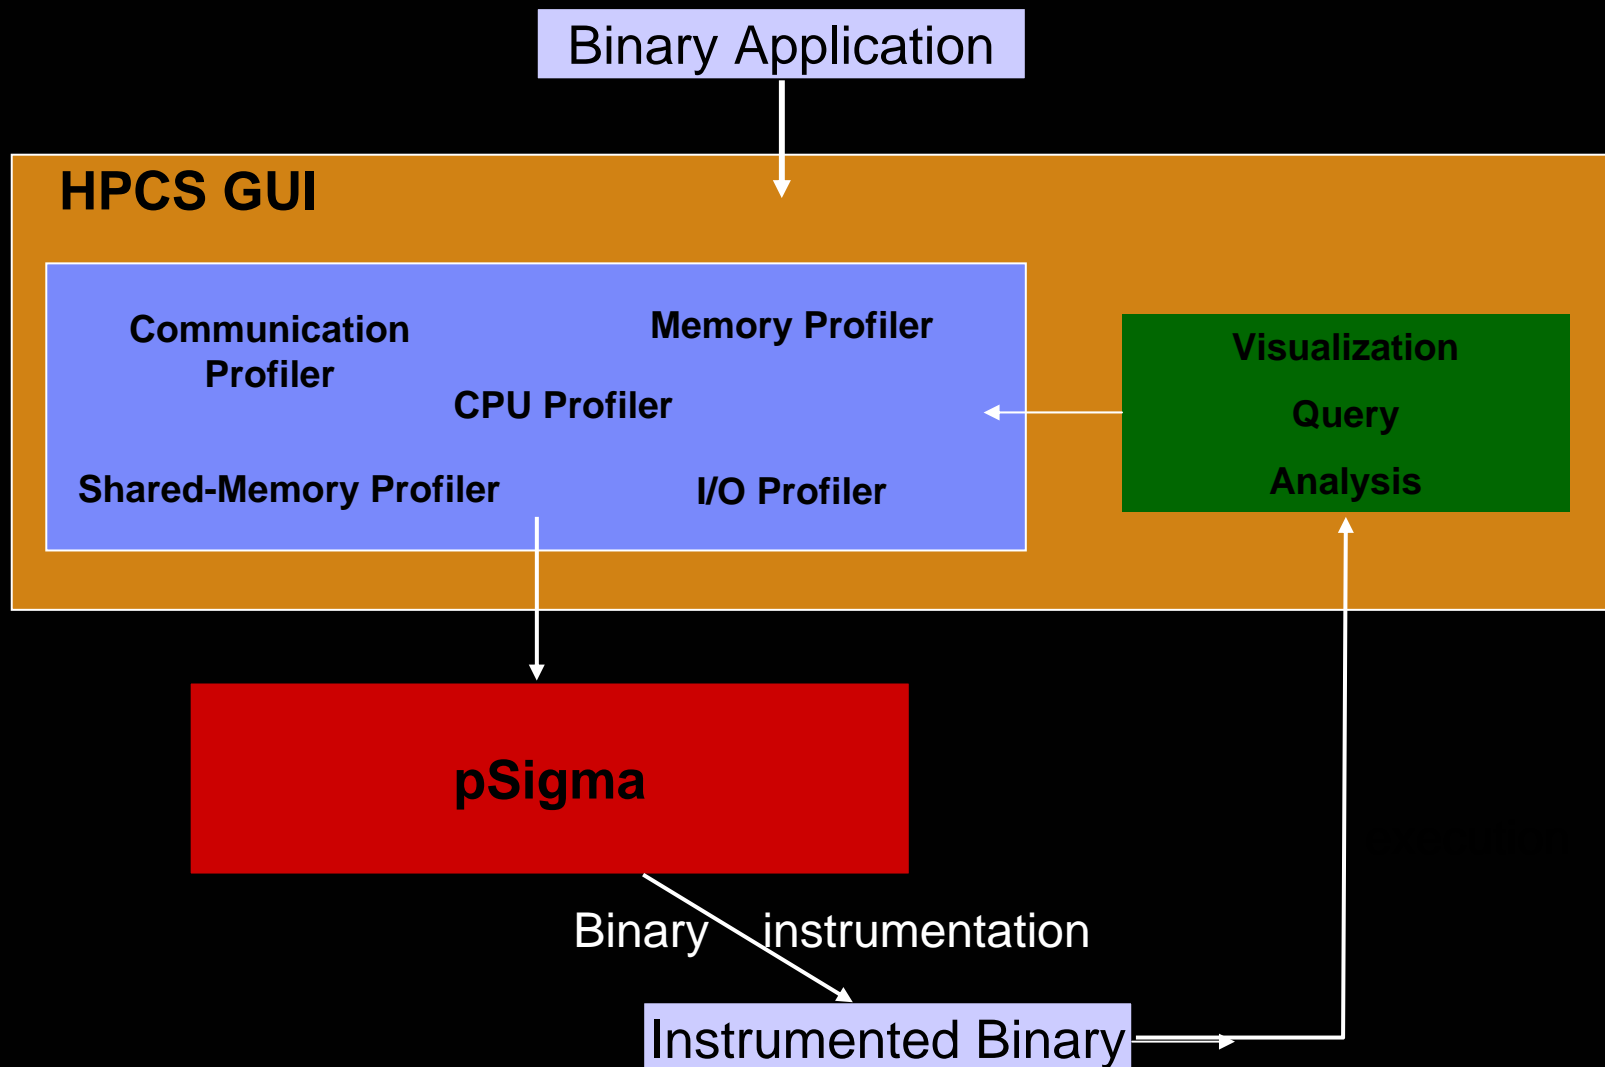 Binary Application
HPCS GUI
Communication
Profiler
Memory Profiler
CPU Profiler
Shared-Memory Profiler
I/O Profiler
Visualization
Query
Analysis
pSigma
Binary instrumentation
Instrumented Binary